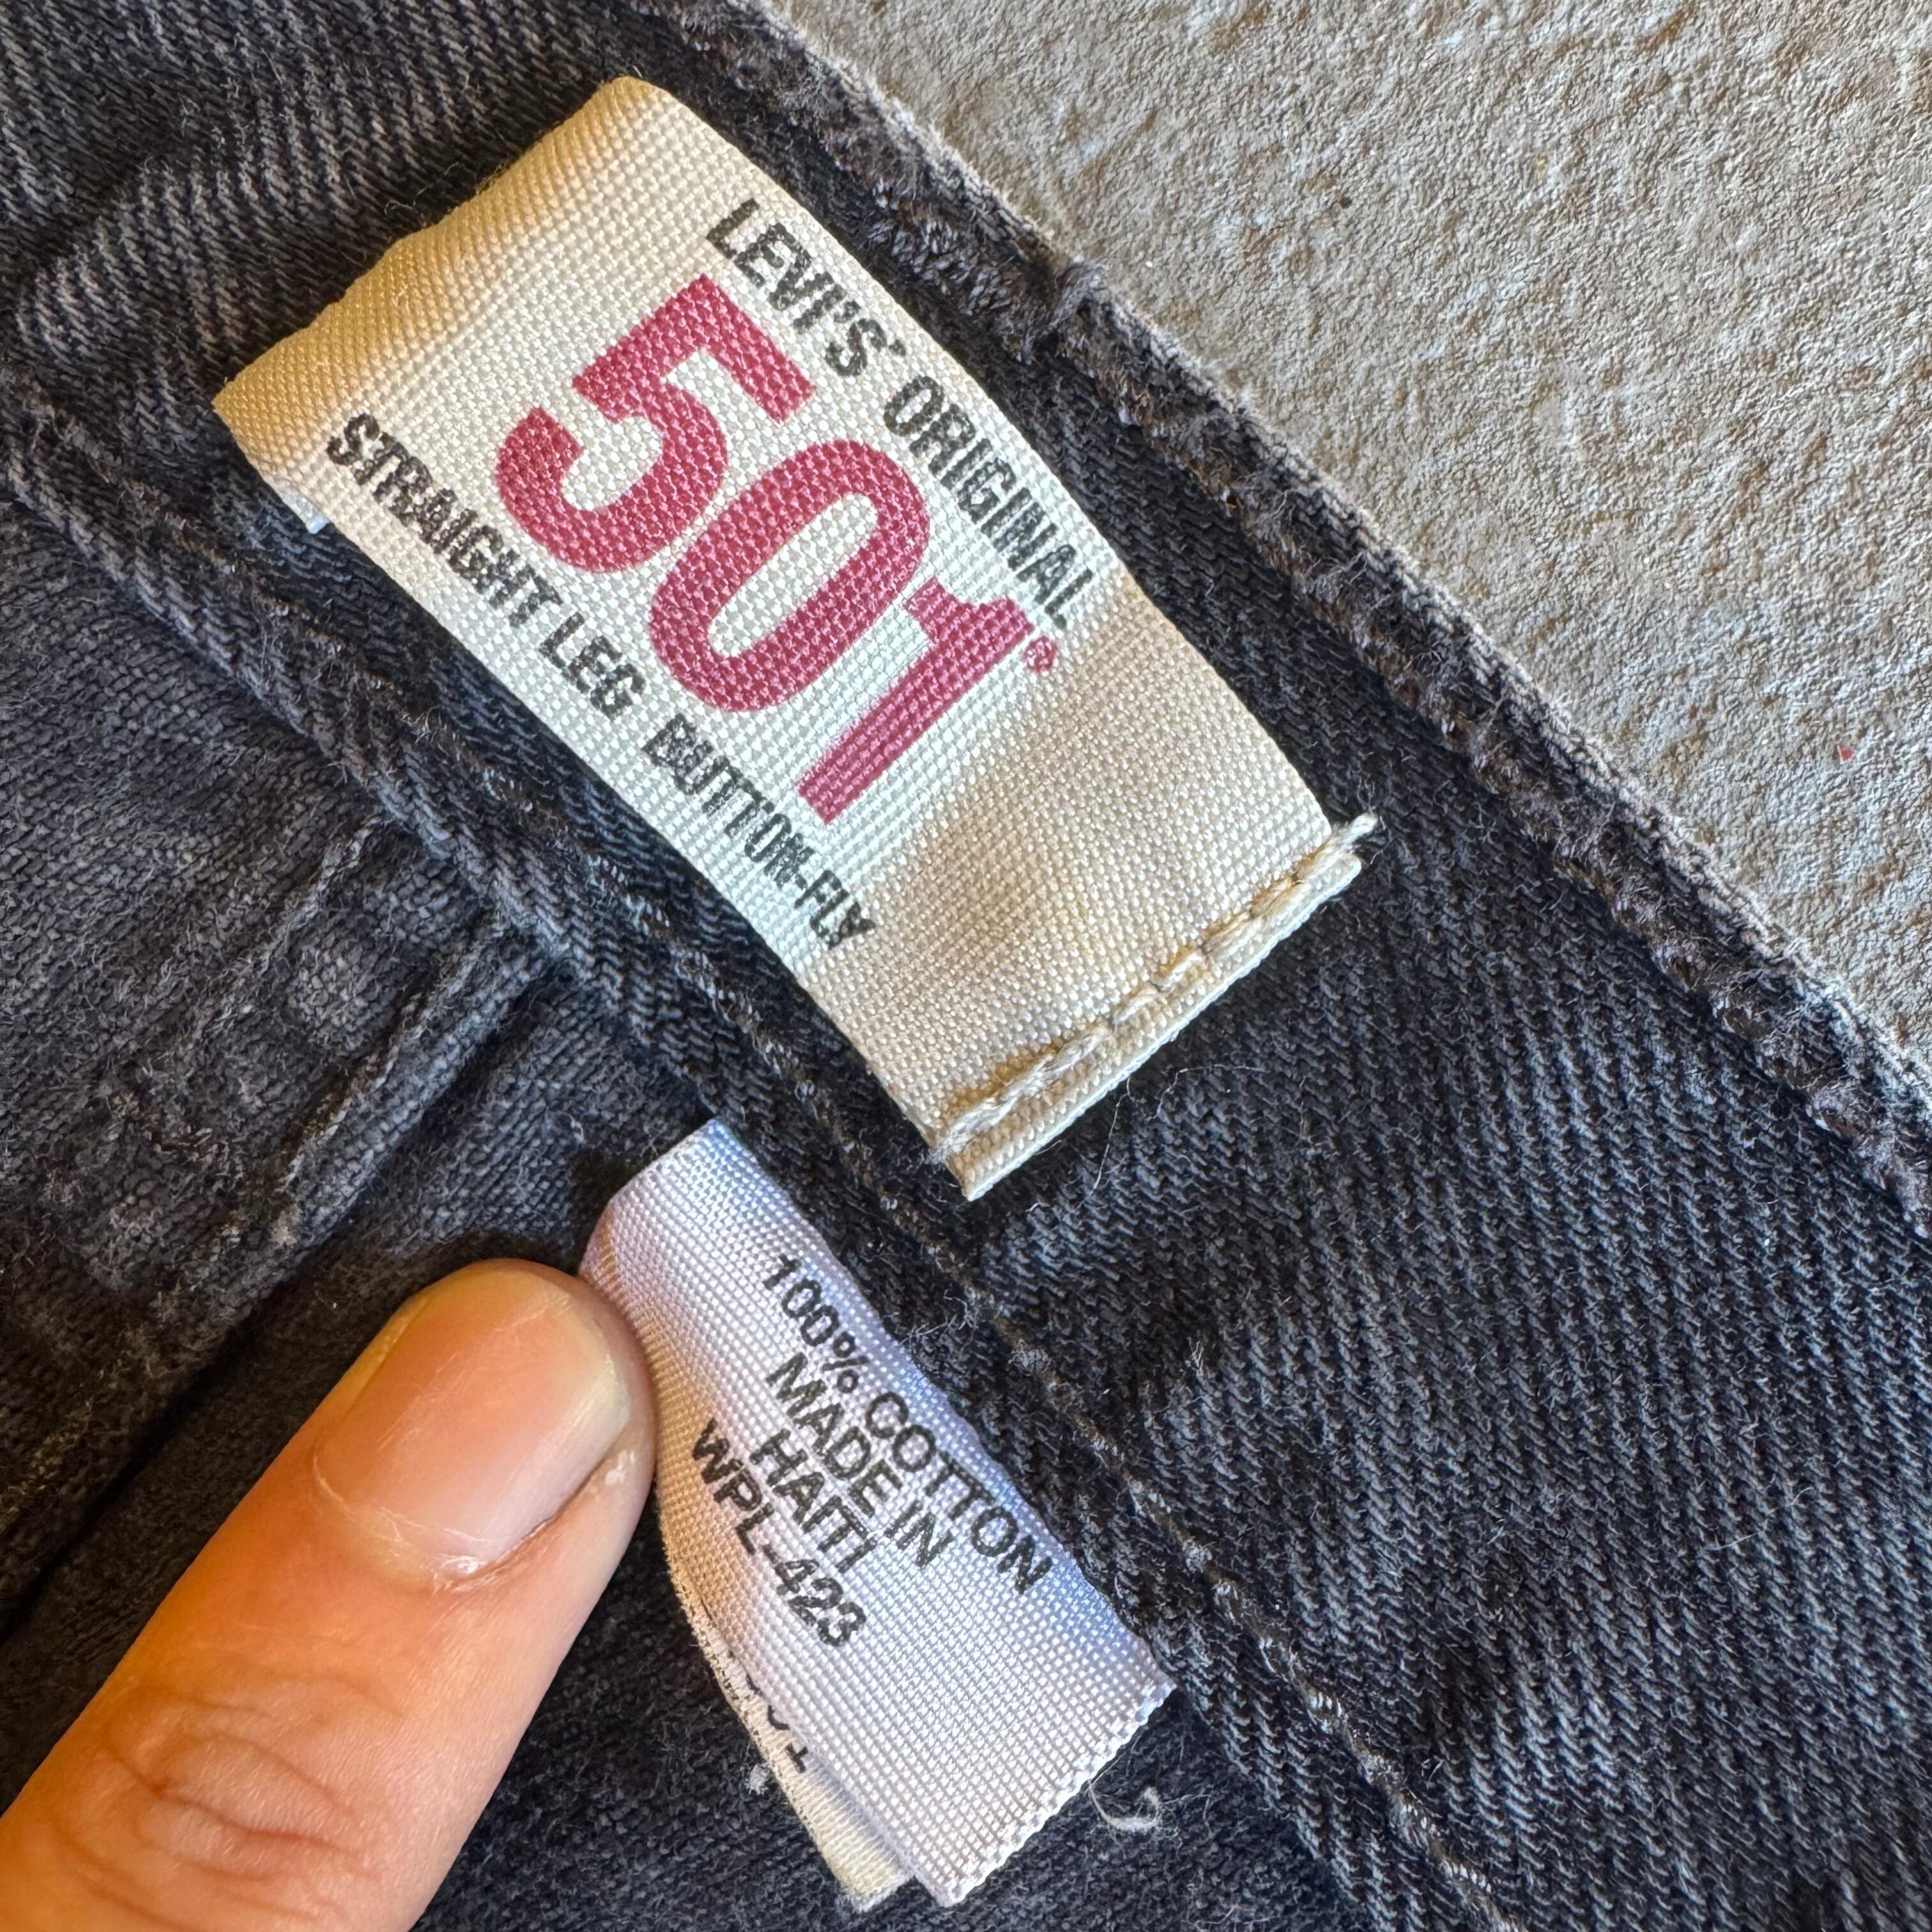 LEVI'S® ORIGINAL
501®
STRAIGHT LEG BUTTON-FLY
100% COTTON
MADE IN
HAITI
WPL-423